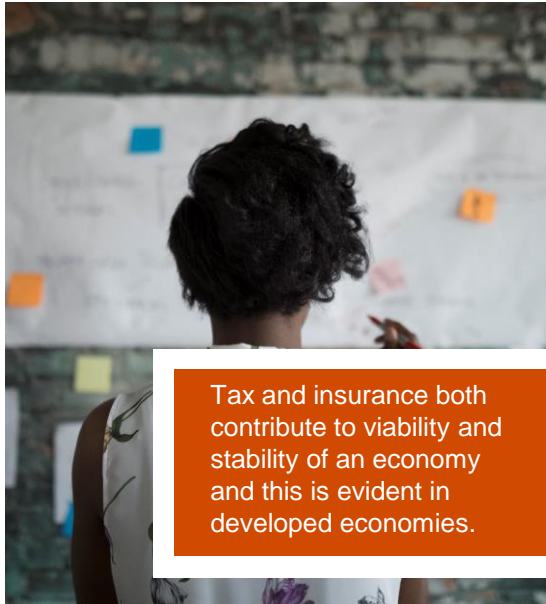 Tax and insurance both
contribute to viability and
stability of an economy
and this is evident in
developed economies.